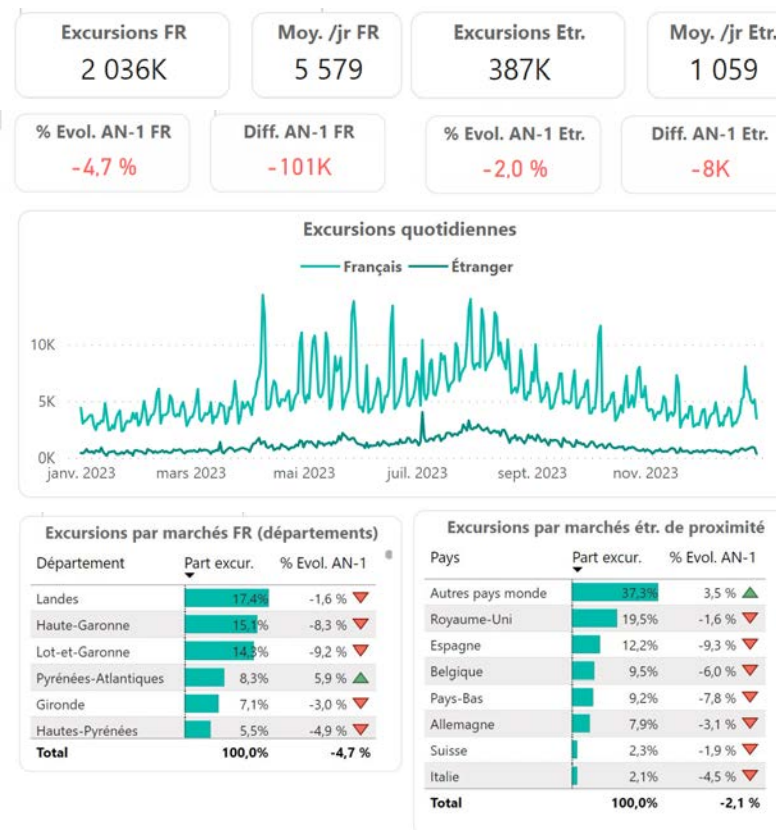 Excursions FR
2 036K
Moy. /jr FR
5 579
Excursions Etr.
387K
Moy. /jr Etr.
1 059
% Evol. AN-1 FR
-4,7 %
Diff. AN-1 FR
-101K
% Evol. AN-1 Etr.
-2,0 %
Diff. AN-1 Etr.
-8K
Excursions quotidiennes
Français Étranger
10K
5K
0K
janv. 2023 mars 2023 mai 2023 juil. 2023 sept. 2023 nov. 2023
Excursions par marchés FR (départements)
Département Part excur. % Evol. AN-1
Landes 17,4% -1,6 %
Haute-Garonne 15,1% -8,3 %
Lot-et-Garonne 14,3% -9,2 %
Pyrénées-Atlantiques 8,3% 5,9 %
Gironde 7,1% -3,0 %
Hautes-Pyrénées 5,5% -4,9 %
Total 100,0% -4,7 %
Excursions par marchés étr. de proximité
Pays Part excur. % Evol. AN-1
Autres pays monde 37,3% 3,5 %
Royaume-Uni 19,5% -1,6 %
Espagne 12,2% -9,3 %
Belgique 9,5% -6,0 %
Pays-Bas 9,2% -7,8 %
Allemagne 7,9% -3,1 %
Suisse 2,3% -1,9 %
Italie 2,1% -4,5 %
Total 100,0% -2,1 %